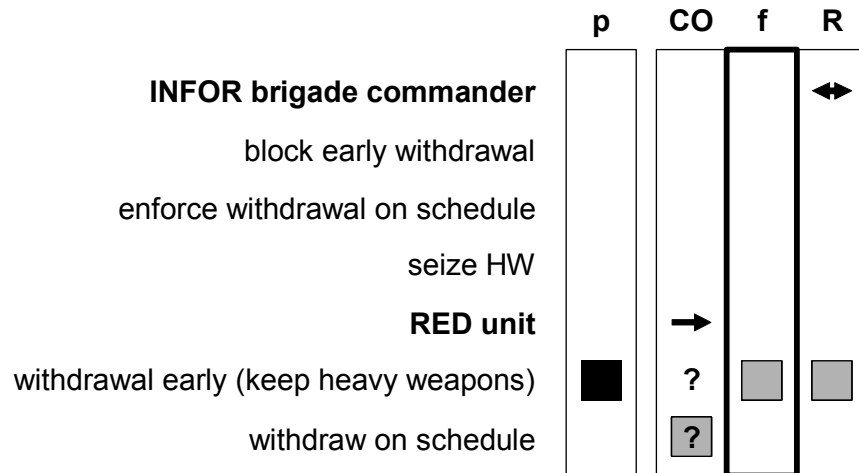 p CO f R
INFOR brigade commander
block early withdrawal
enforce withdrawal on schedule
seize HW
RED unit
withdrawal early (keep heavy weapons) ?
withdraw on schedule ?